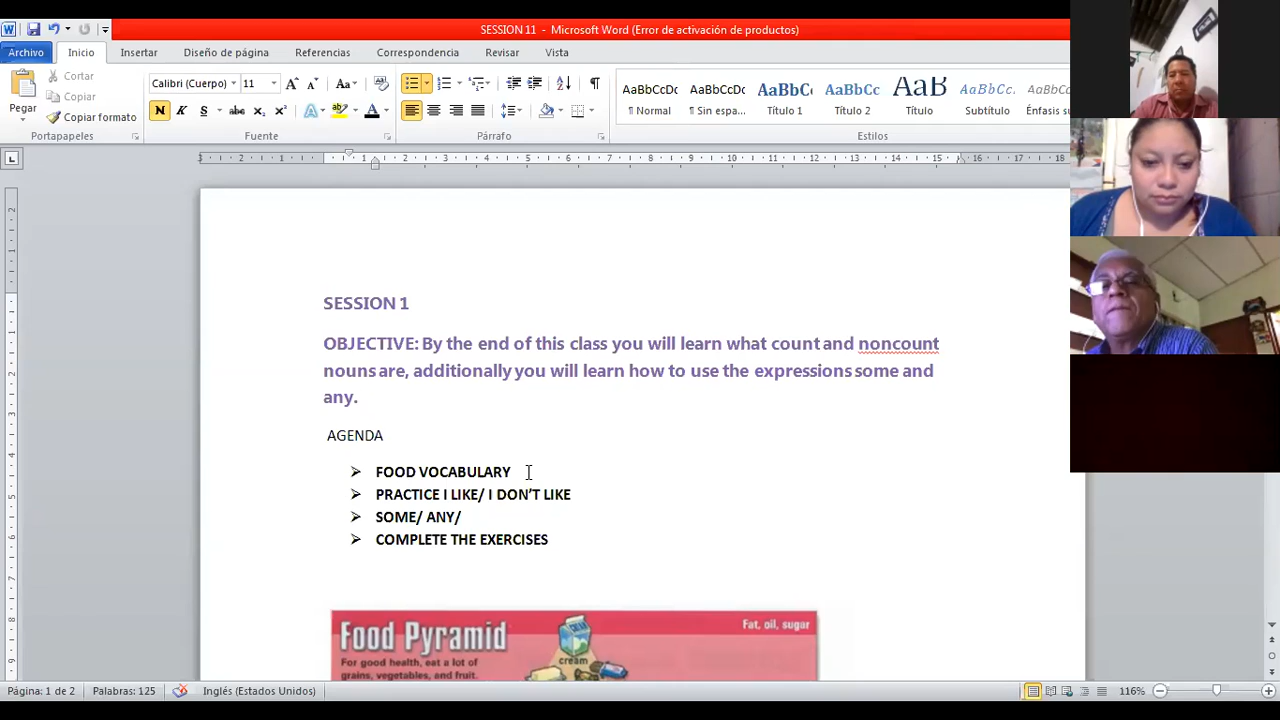 SESSION 11 - Microsoft Word (Error de activación de productos)
Archivo Inicio Insertar Diseño de página Referencias Correspondencia Revisar Vista
Pegar
Cortar
Copiar
Copiar formato
Portapapeles
Calibri (Cuerpo) 11
Fuente
Párrafo
AaBbCcDc AaBbCcDc AaBbC AaBbCc AaB AaBbCc. AaBbCcDc
¶ Normal ¶ Sin espa... Título 1 Título 2 Título Subtítulo Énfasis su
Estilos
SESSION 1
OBJECTIVE: By the end of this class you will learn what count and noncount
nouns are, additionally you will learn how to use the expressions some and
any.
AGENDA
➢ FOOD VOCABULARY
➢ PRACTICE I LIKE/ I DON'T LIKE
➢ SOME/ ANY/
➢ COMPLETE THE EXERCISES
Food Pyramid
For good health, eat a lot of
grains, vegetables, and fruit.
cream
Fat, oil, sugar
Página: 1 de 2 Palabras: 125 Inglés (Estados Unidos) 116%